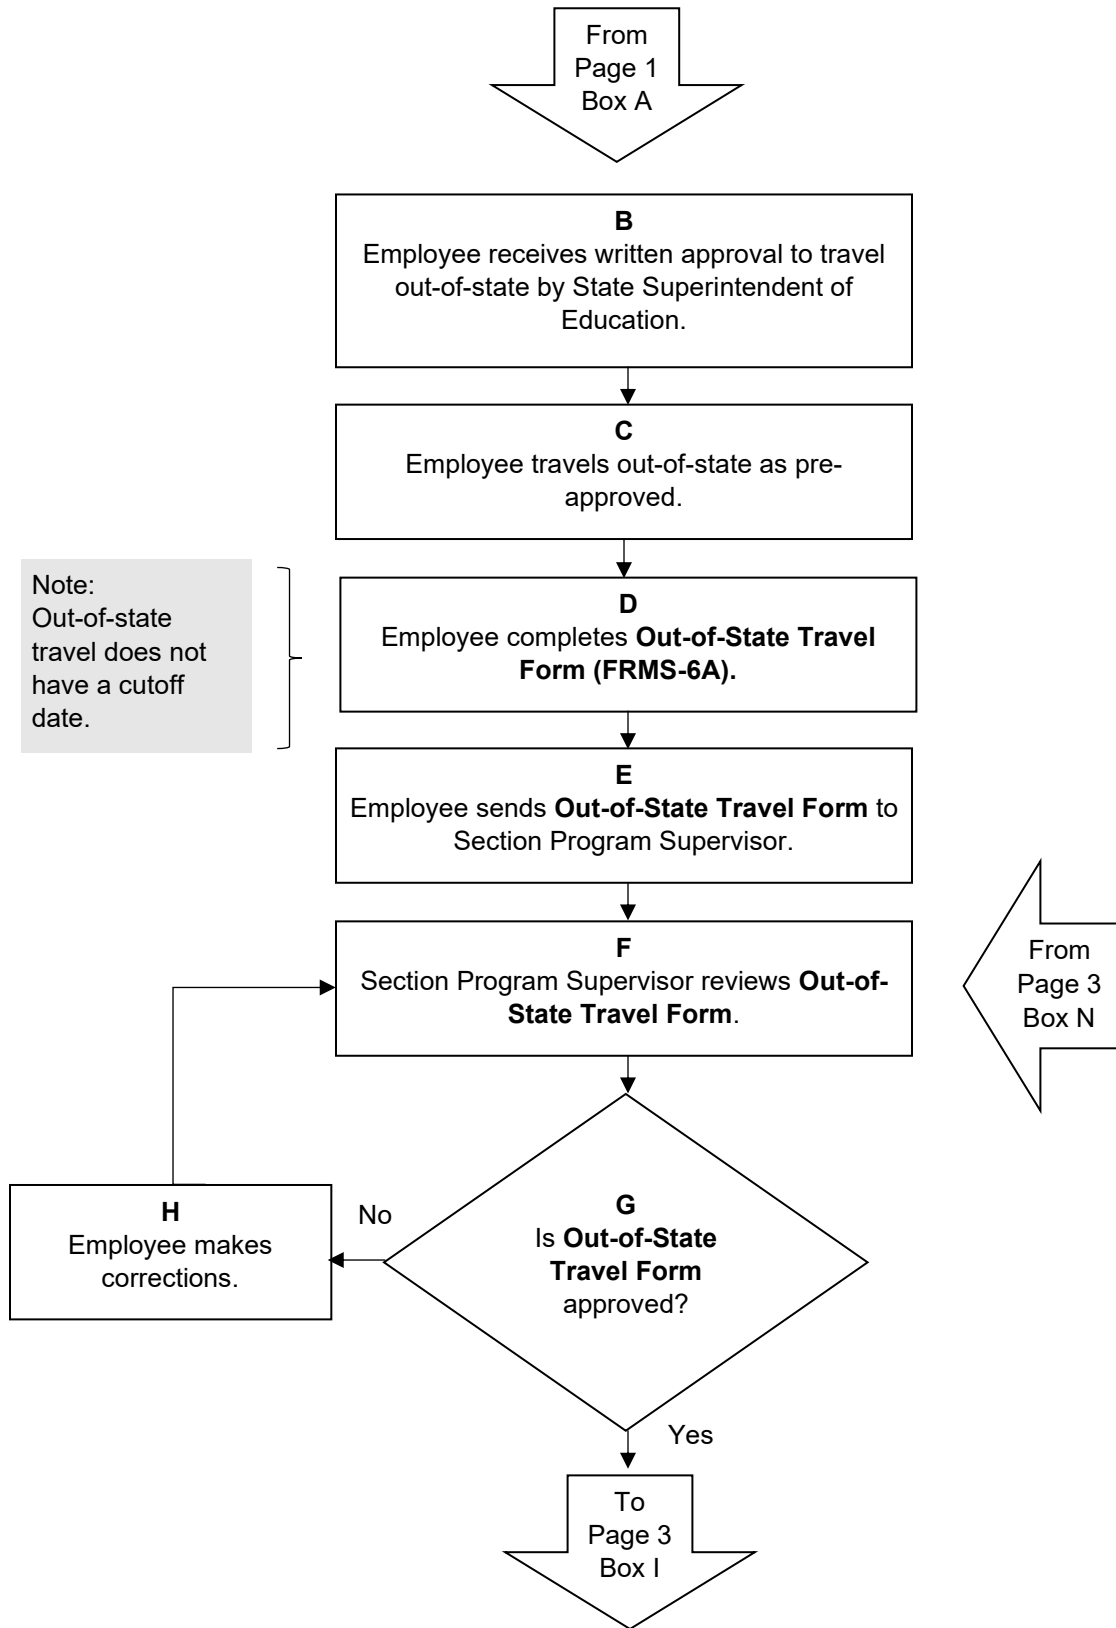 From
Page 1
Box A
B
Employee receives written approval to travel
out-of-state by State Superintendent of
Education.
C
Employee travels out-of-state as pre-
approved.
Note:
Out-of-state
travel does not
have a cutoff
date.
D
Employee completes Out-of-State Travel
Form (FRMS-6A).
E
Employee sends Out-of-State Travel Form to
Section Program Supervisor.
F
Section Program Supervisor reviews Out-of-
State Travel Form.
From
Page 3
Box N
G
Is Out-of-State
Travel Form
approved?
No
H
Employee makes
corrections.
Yes
To
Page 3
Box I